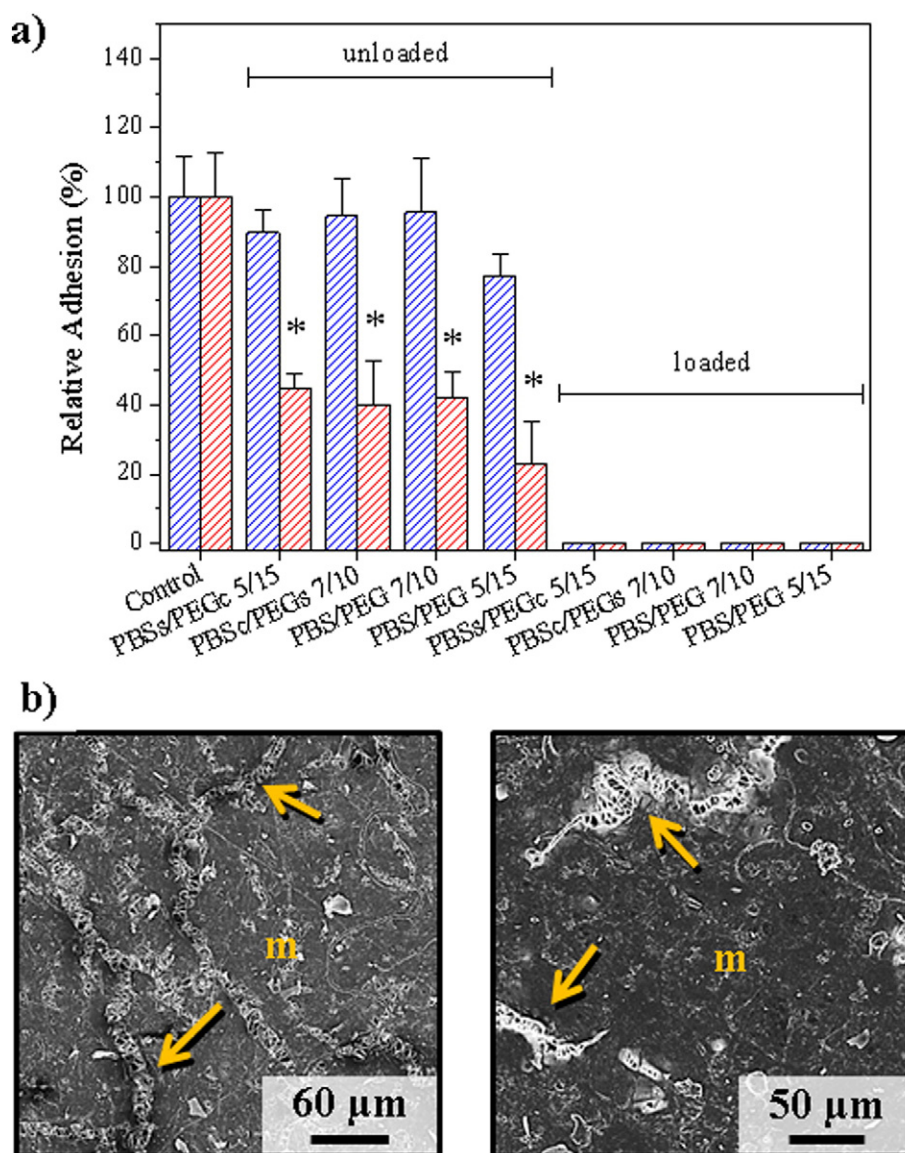 a)
140
120
100
80
60
40
20
0
Relative Adhesion (%)
unloaded
loaded
*
*
*
*
Control
PBSs/PEGc 5/15
PBSc/PEGs 7/10
PBS/PEG 7/10
PBS/PEG 5/15
PBSs/PEGc 5/15
PBSc/PEGs 7/10
PBS/PEG 7/10
PBS/PEG 5/15
b)
m
60 µm
m
50 µm